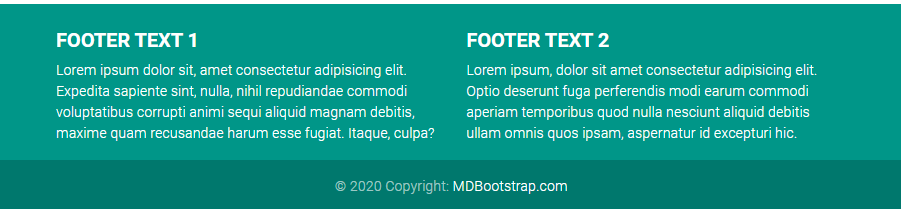 FOOTER TEXT 1
Lorem ipsum dolor sit, amet consectetur adipisicing elit.
Expedita sapiente sint, nulla, nihil repudiandae commodi
voluptatibus corrupti animi sequi aliquid magnam debitis,
maxime quam recusandae harum esse fugiat. Itaque, culpa?
FOOTER TEXT 2
Lorem ipsum, dolor sit amet consectetur adipisicing elit.
Optio deserunt fuga perferendis modi earum commodi
aperiam temporibus quod nulla nesciunt aliquid debitis
ullam omnis quos ipsam, aspernatur id excepturi hic.
© 2020 Copyright: MDBootstrap.com